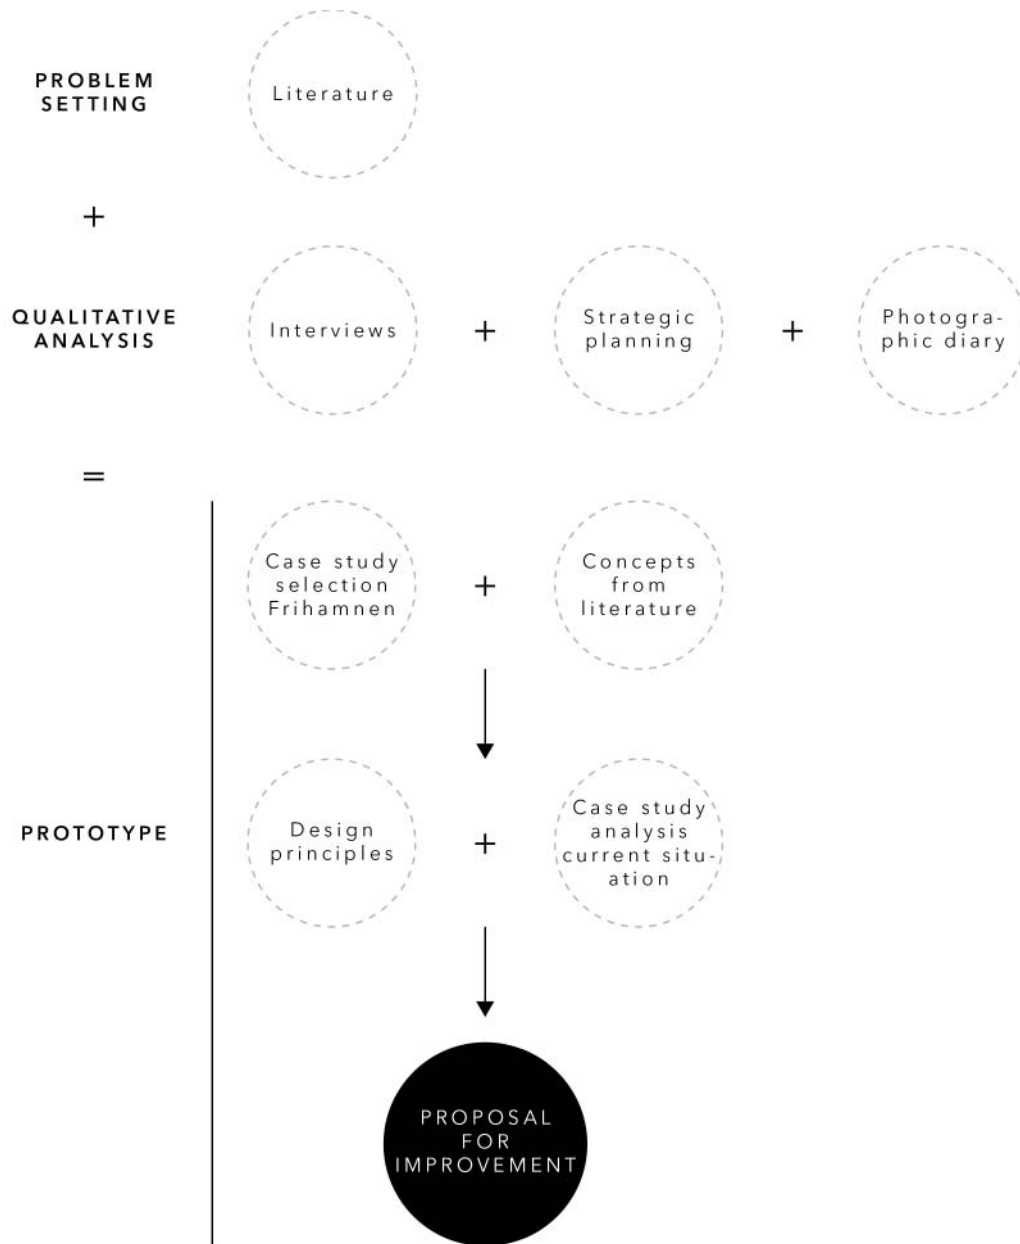 PROBLEM
SETTING
Literature
+
QUALITATIVE
ANALYSIS
Interviews
+
Strategic
planning
+
Photogra-
phic diary
=
Case study
selection
Frihamnen
+
Concepts
from
literature
PROTOTYPE
Design
principles
+
Case study
analysis
current situ-
ation
PROPOSAL
FOR
IMPROVEMENT